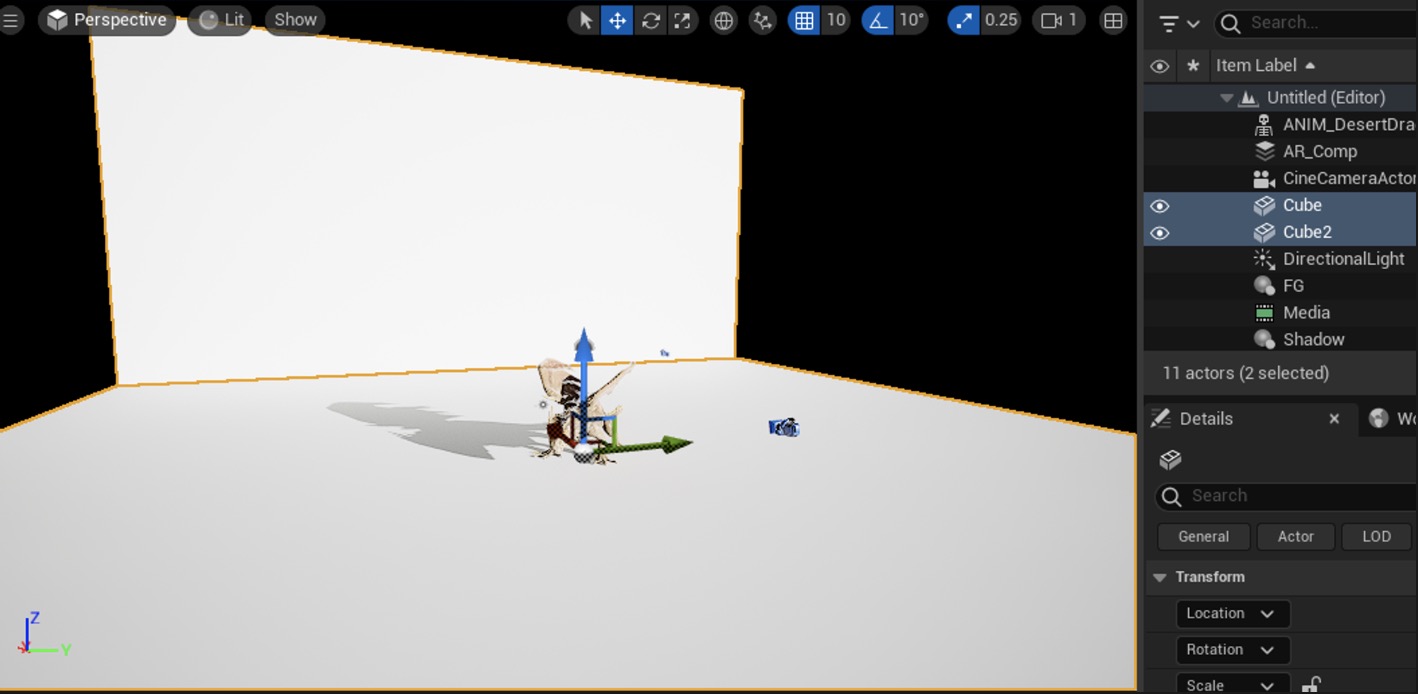 Perspective Lit Show 10 10° 0.25 1
Search...
Item Label
Untitled (Editor)
ANIM_DesertDra
AR_Comp
CineCameraActor
Cube
Cube2
DirectionalLight
FG
Media
Shadow
11 actors (2 selected)
Details
Search
General Actor LOD
Transform
Location
Rotation
Scale
Z
Y